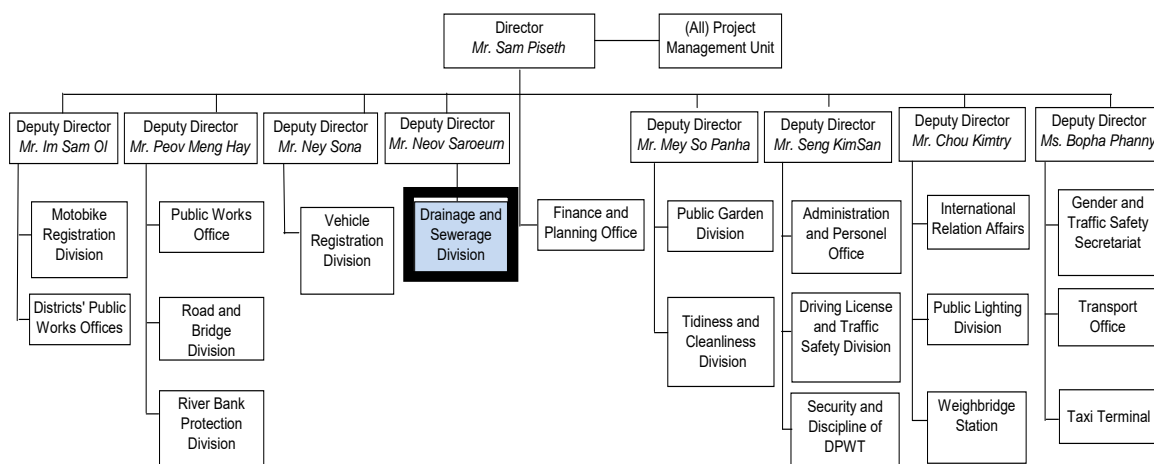 Director
Mr. Sam Piseth
(All) Project
Management Unit
Deputy Director
Mr. Im Sam Ol
Deputy Director
Mr. Peov Meng Hay
Deputy Director
Mr. Ney Sona
Deputy Director
Mr. Neov Saroeurn
Deputy Director
Mr. Mey So Panha
Deputy Director
Mr. Seng KimSan
Deputy Director
Mr. Chou Kimtry
Deputy Director
Ms. Bopha Phanny
Motobike
Registration
Division
Districts' Public
Works Offices
Public Works
Office
Road and
Bridge
Division
River Bank
Protection
Division
Vehicle
Registration
Division
Drainage and
Sewerage
Division
Finance and
Planning Office
Public Garden
Division
Tidiness and
Cleanliness
Division
Administration
and Personel
Office
Driving License
and Traffic
Safety Division
Security and
Discipline of
DPWT
International
Relation Affairs
Public Lighting
Division
Weighbridge
Station
Gender and
Traffic Safety
Secretariat
Transport
Office
Taxi Terminal